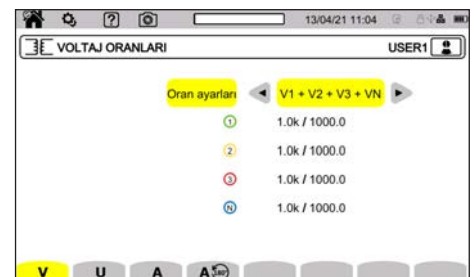 13/04/21 11:04
VOLTAJ ORANLARI USER1
Oran ayarları V1 + V2 + V3 + VN
1 1.0k / 1000.0
2 1.0k / 1000.0
3 1.0k / 1000.0
N 1.0k / 1000.0
V U A A 180°